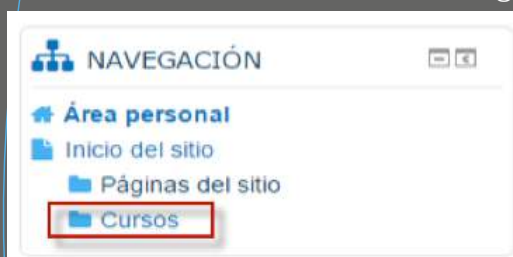 NAVEGACIÓN
Área personal
Inicio del sitio
Páginas del sitio
Cursos